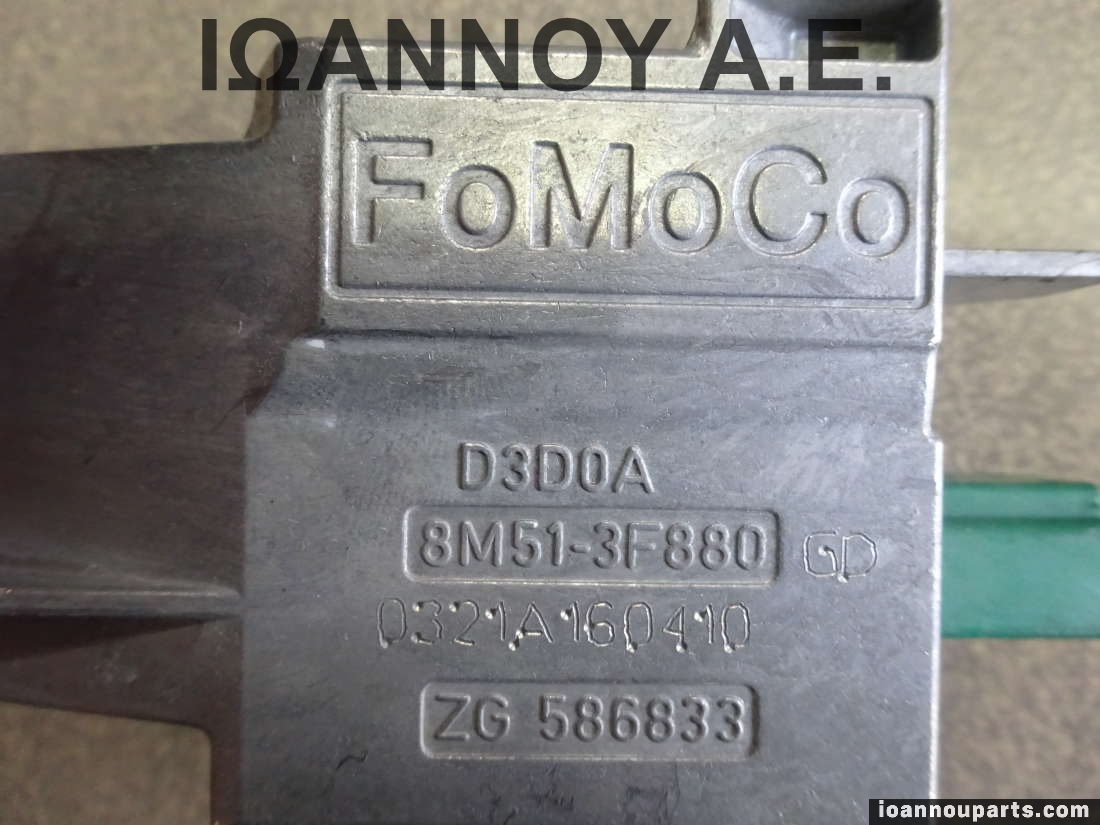 ΙΩΑΝΝΟΥ Α.Ε.
FoMoCo
D3D0A
8M51-3F880 GD
0321A160410
ZG 586833
ioannouparts.com